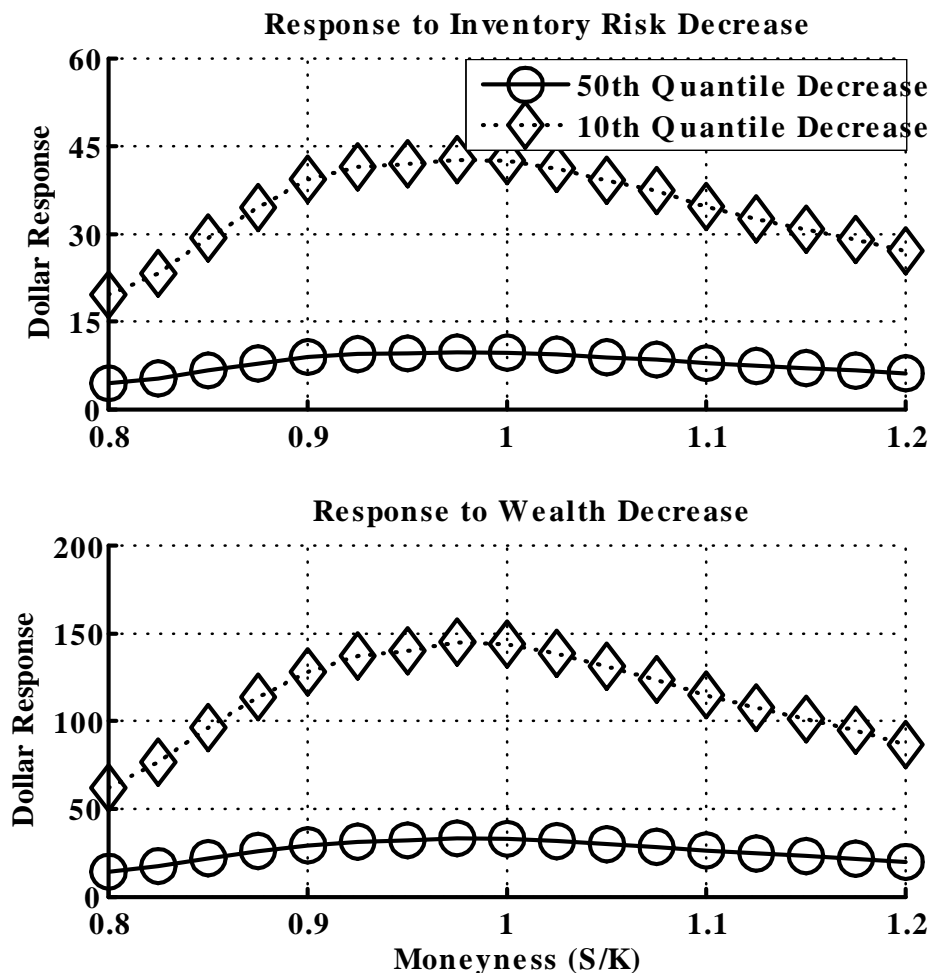 Response to Inventory Risk Decrease
60
50th Quantile Decrease
10th Quantile Decrease
45
30
15
0
Dollar Response
0.8 0.9 1 1.1 1.2
Response to Wealth Decrease
200
150
100
50
0
Dollar Response
0.8 0.9 1 1.1 1.2
Moneyness (S/K)